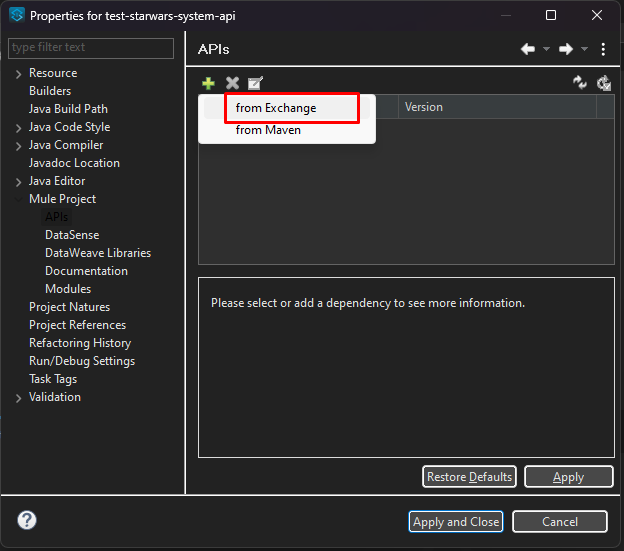 Properties for test-starwars-system-api
type filter text
APIs
Resource
Builders
Java Build Path
Java Code Style
Java Compiler
Javadoc Location
Java Editor
Mule Project
APIs
DataSense
DataWeave Libraries
Documentation
Modules
Project Natures
Project References
Refactoring History
Run/Debug Settings
Task Tags
Validation
from Exchange
from Maven
Version
Please select or add a dependency to see more information.
Restore Defaults
Apply
Apply and Close
Cancel